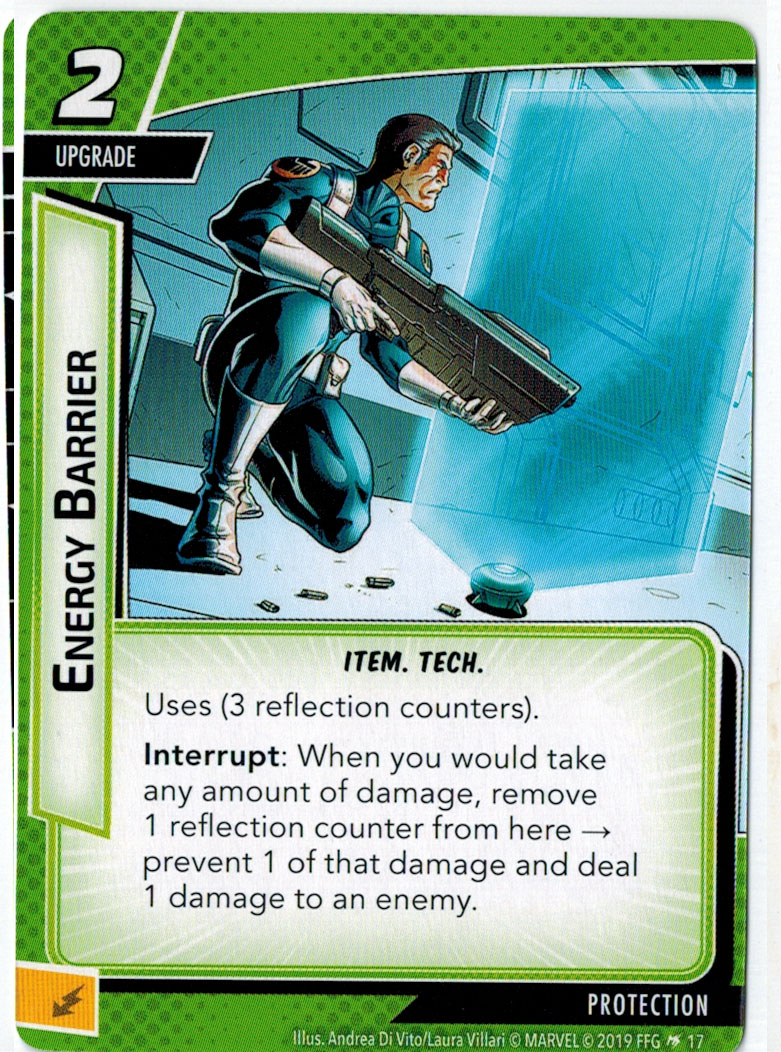 2
UPGRADE
ENERGY BARRIER
ITEM. TECH.
Uses (3 reflection counters).
Interrupt: When you would take
any amount of damage, remove
1 reflection counter from here →
prevent 1 of that damage and deal
1 damage to an enemy.
PROTECTION
Illus. Andrea Di Vito/Laura Villari © MARVEL © 2019 FFG 17